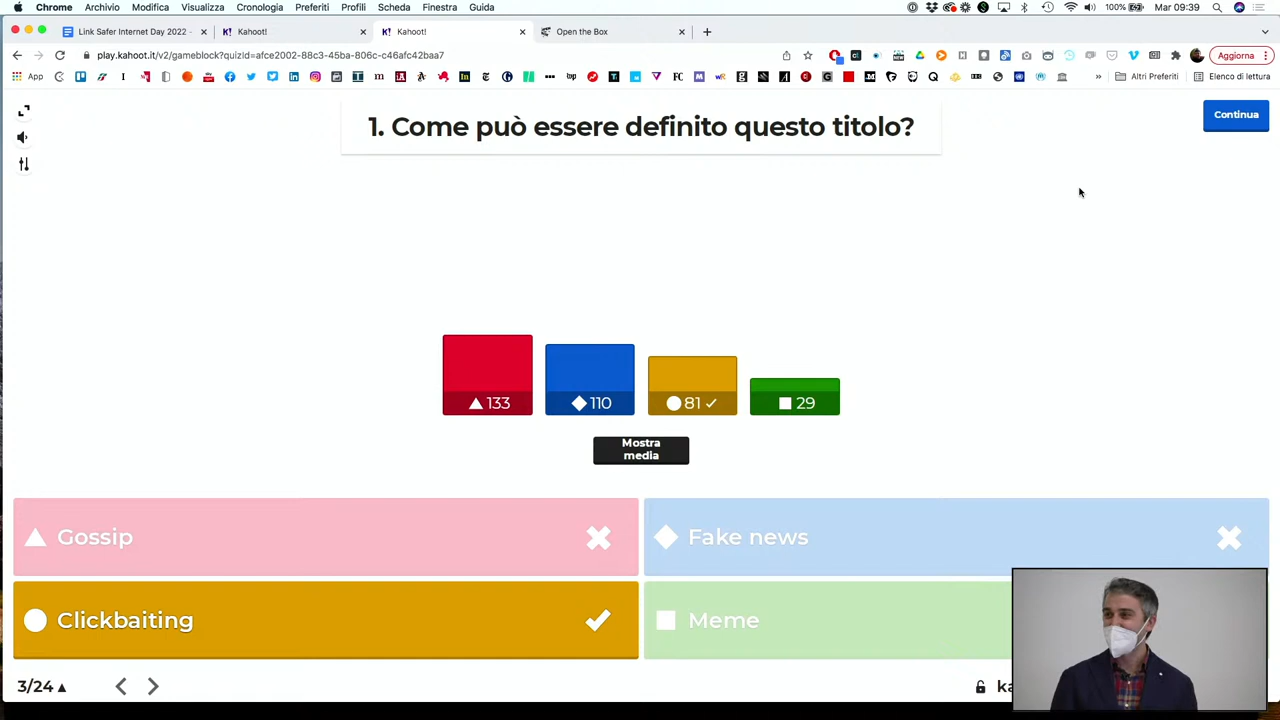 Chrome Archivio Modifica Visualizza Cronologia Preferiti Profili Scheda Finestra Guida 100% Mar 09:39
Link Safer Internet Day 2022 - Kahoot! Kahoot! Open the Box
play.kahoot.it/v2/gameblock?quizId=afce2002-88c3-45ba-806c-c46afc42baa7 Aggiorna
App Altri Preferiti Elenco di lettura
1. Come può essere definito questo titolo?
Continua
133 110 81 29
Mostra
media
Gossip
Fake news
Clickbaiting
Meme
3/24